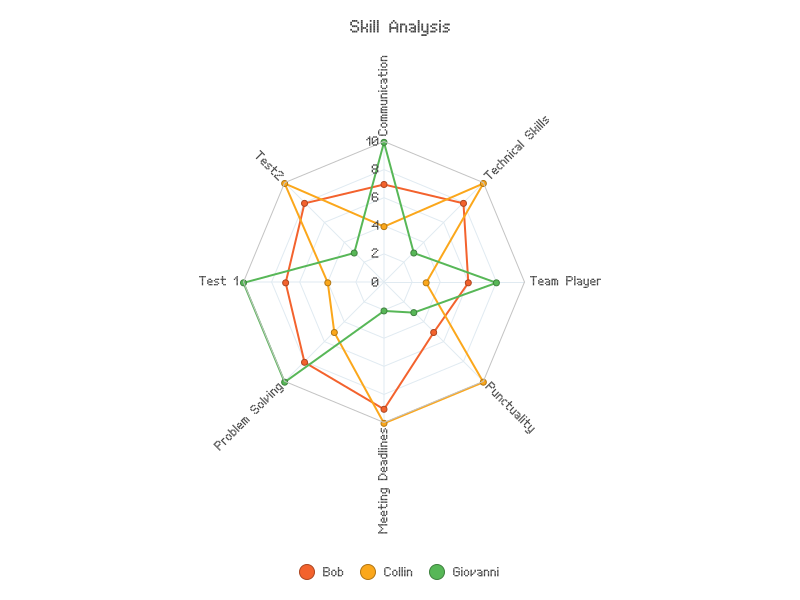 Skill Analysis
Communication
Technical Skills
Team Player
Punctuality
Meeting Deadlines
Problem Solving
Test 1
Test2
10
8
6
4
2
0
Bob
Collin
Giovanni